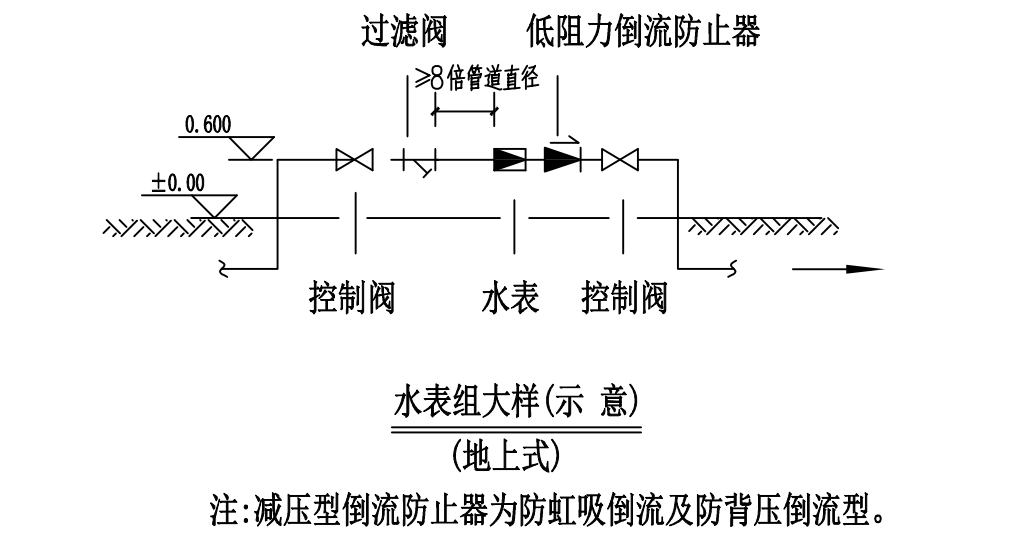 过滤阀 低阻力倒流防止器
≥8倍管道直径
0.600
±0.00
控制阀 水表 控制阀
水表组大样(示 意)
(地上式)
注:减压型倒流防止器为防虹吸倒流及防背压倒流型。